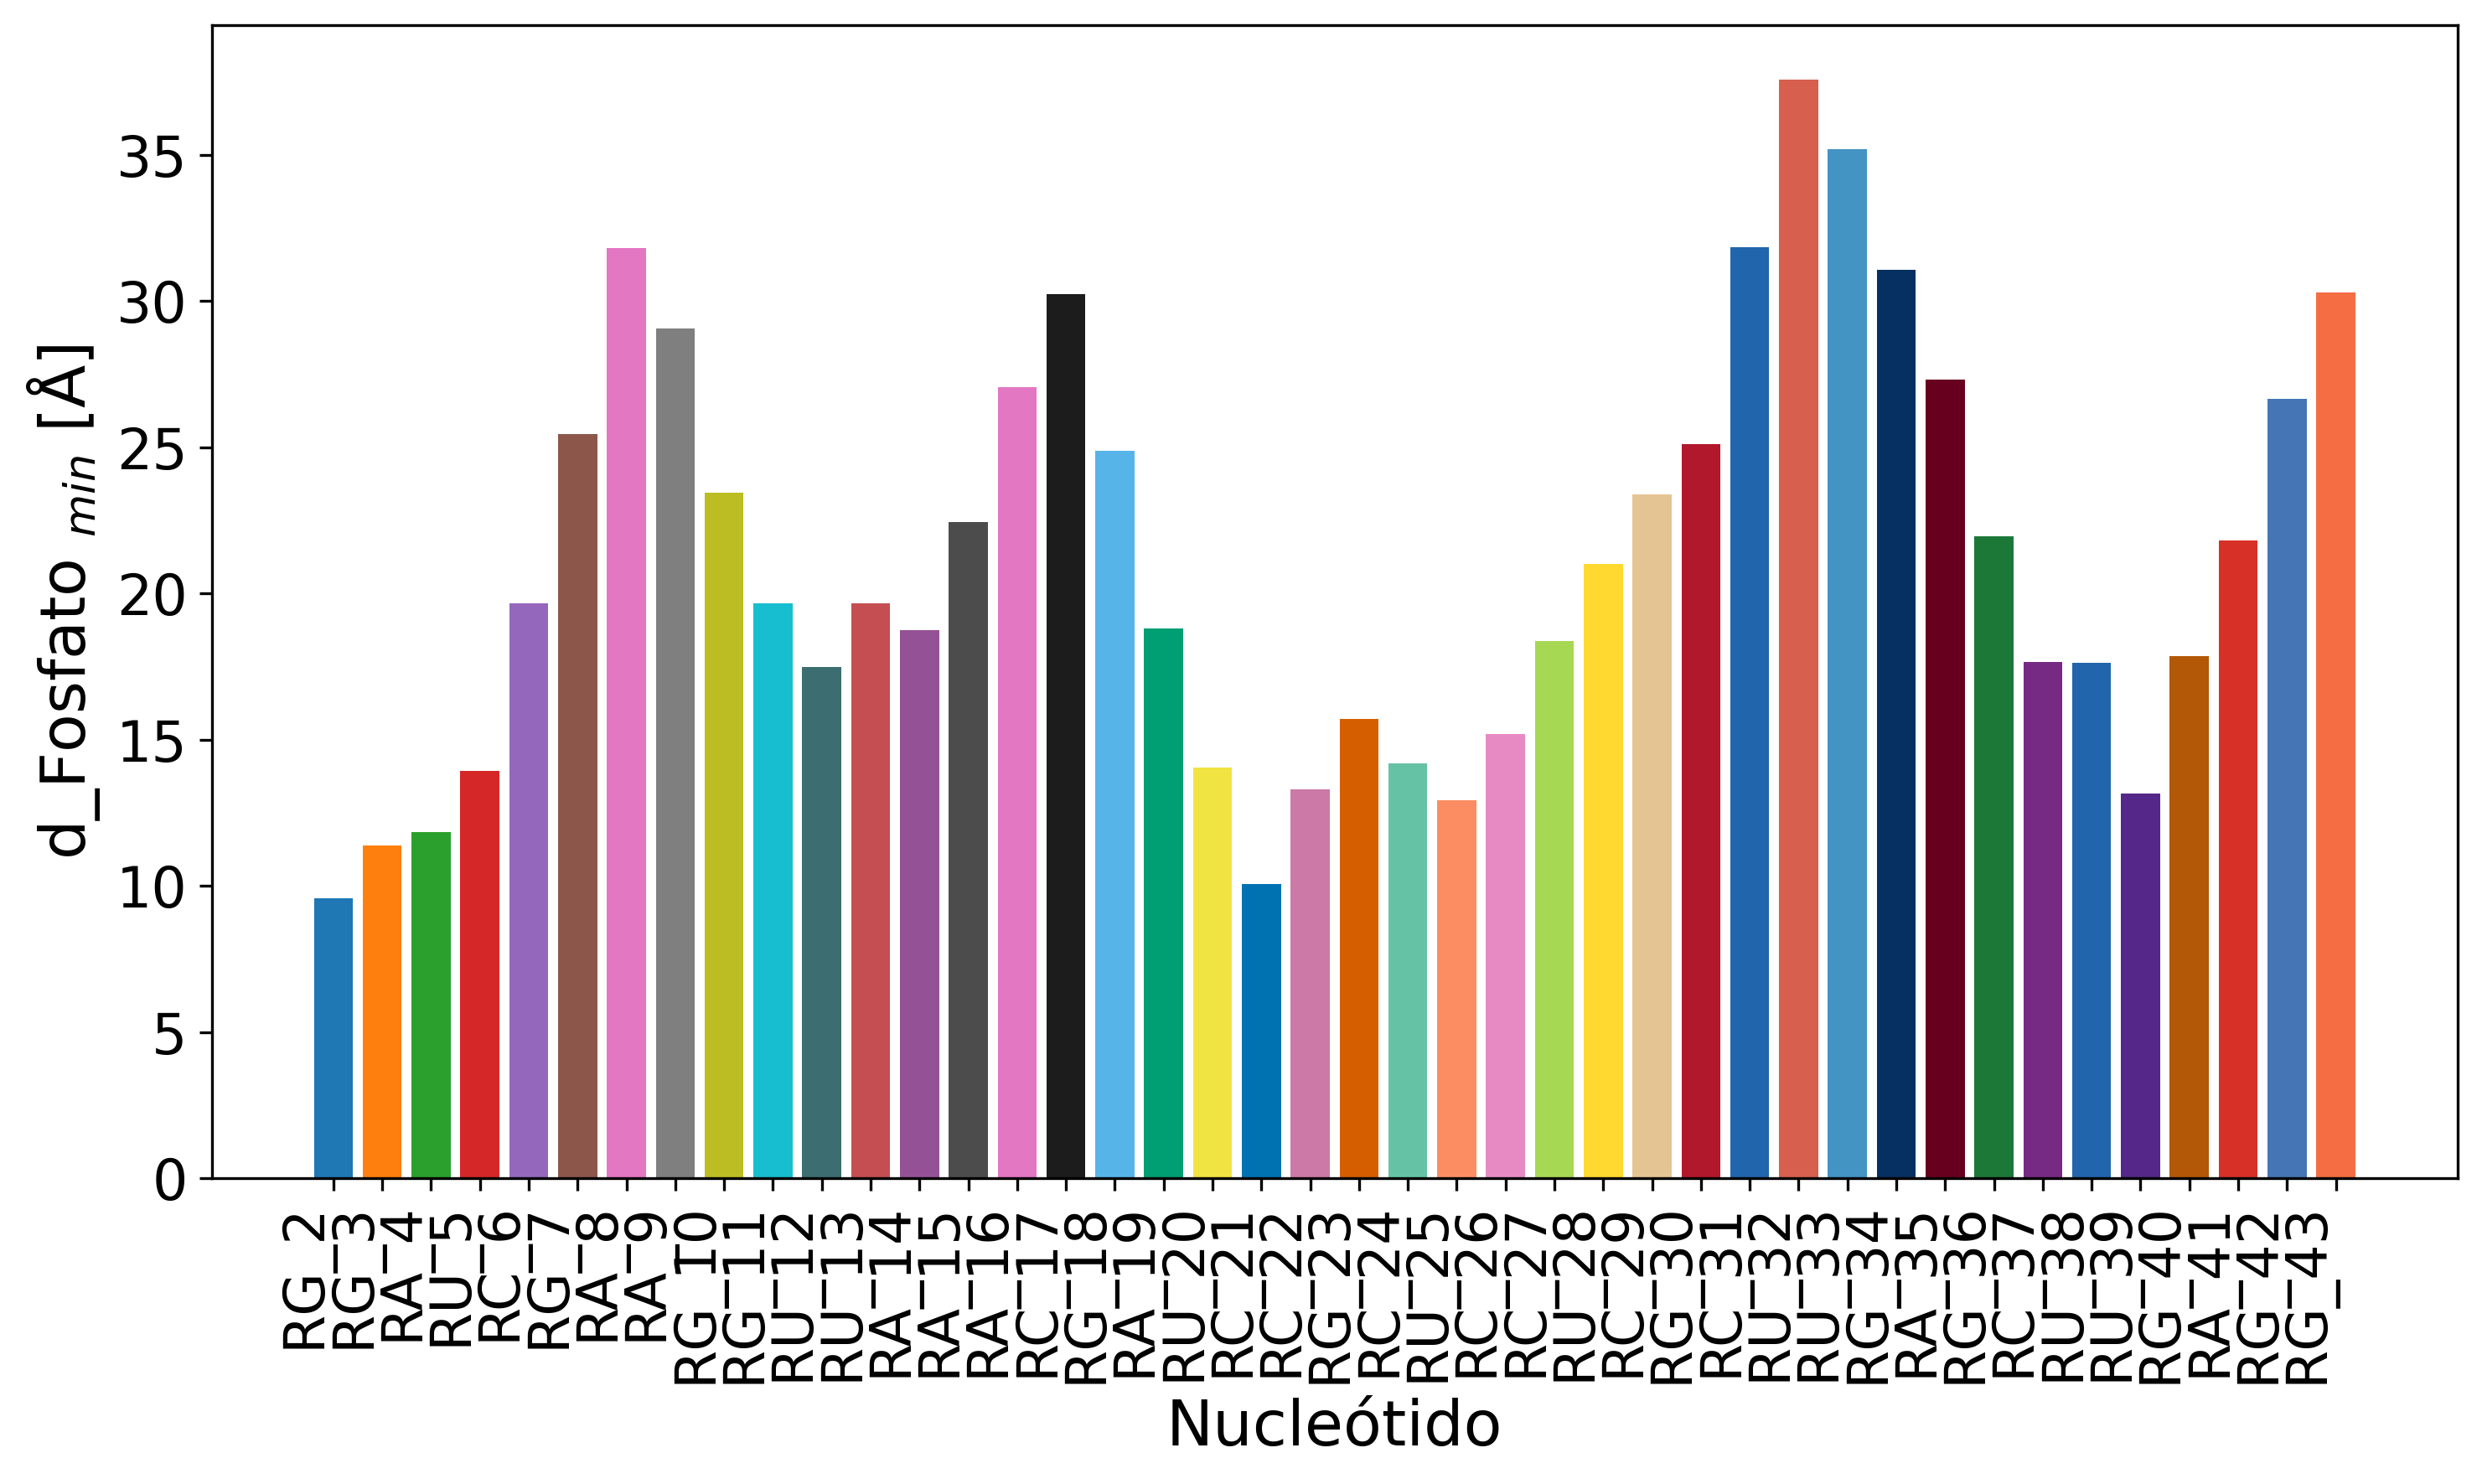 d_Fosfato min [Å]
35
30
25
20
15
10
5
0
RG_2
RG_3
RA_4
RU_5
RC_6
RG_7
RA_8
RA_9
RG_10
RG_11
RU_12
RU_13
RA_14
RA_15
RA_16
RC_17
RG_18
RA_19
RU_20
RC_21
RC_22
RG_23
RC_24
RU_25
RC_26
RC_27
RU_28
RC_29
RG_30
RC_31
RU_32
RU_33
RG_34
RA_35
RG_36
RC_37
RU_38
RU_39
RG_40
RA_41
RG_42
RG_43
Nucleótido